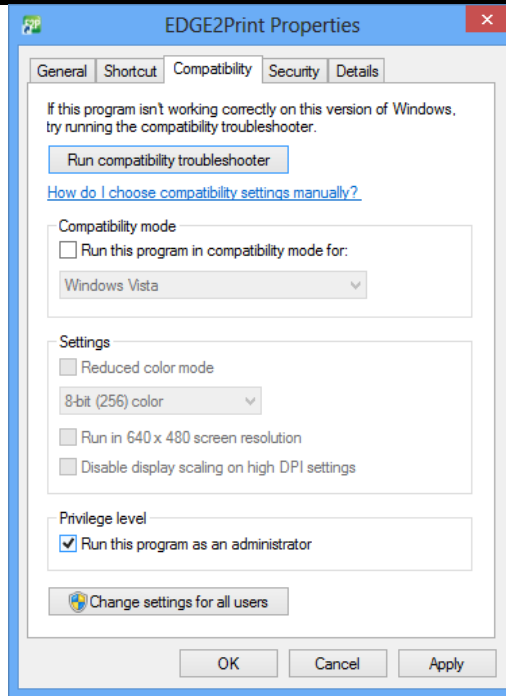 EDGE2Print Properties
General Shortcut Compatibility Security Details
If this program isn't working correctly on this version of Windows,
try running the compatibility troubleshooter.
Run compatibility troubleshooter
How do I choose compatibility settings manually?
Compatibility mode
Run this program in compatibility mode for:
Windows Vista
Settings
Reduced color mode
8-bit (256) color
Run in 640 x 480 screen resolution
Disable display scaling on high DPI settings
Privilege level
Run this program as an administrator
Change settings for all users
OK Cancel Apply